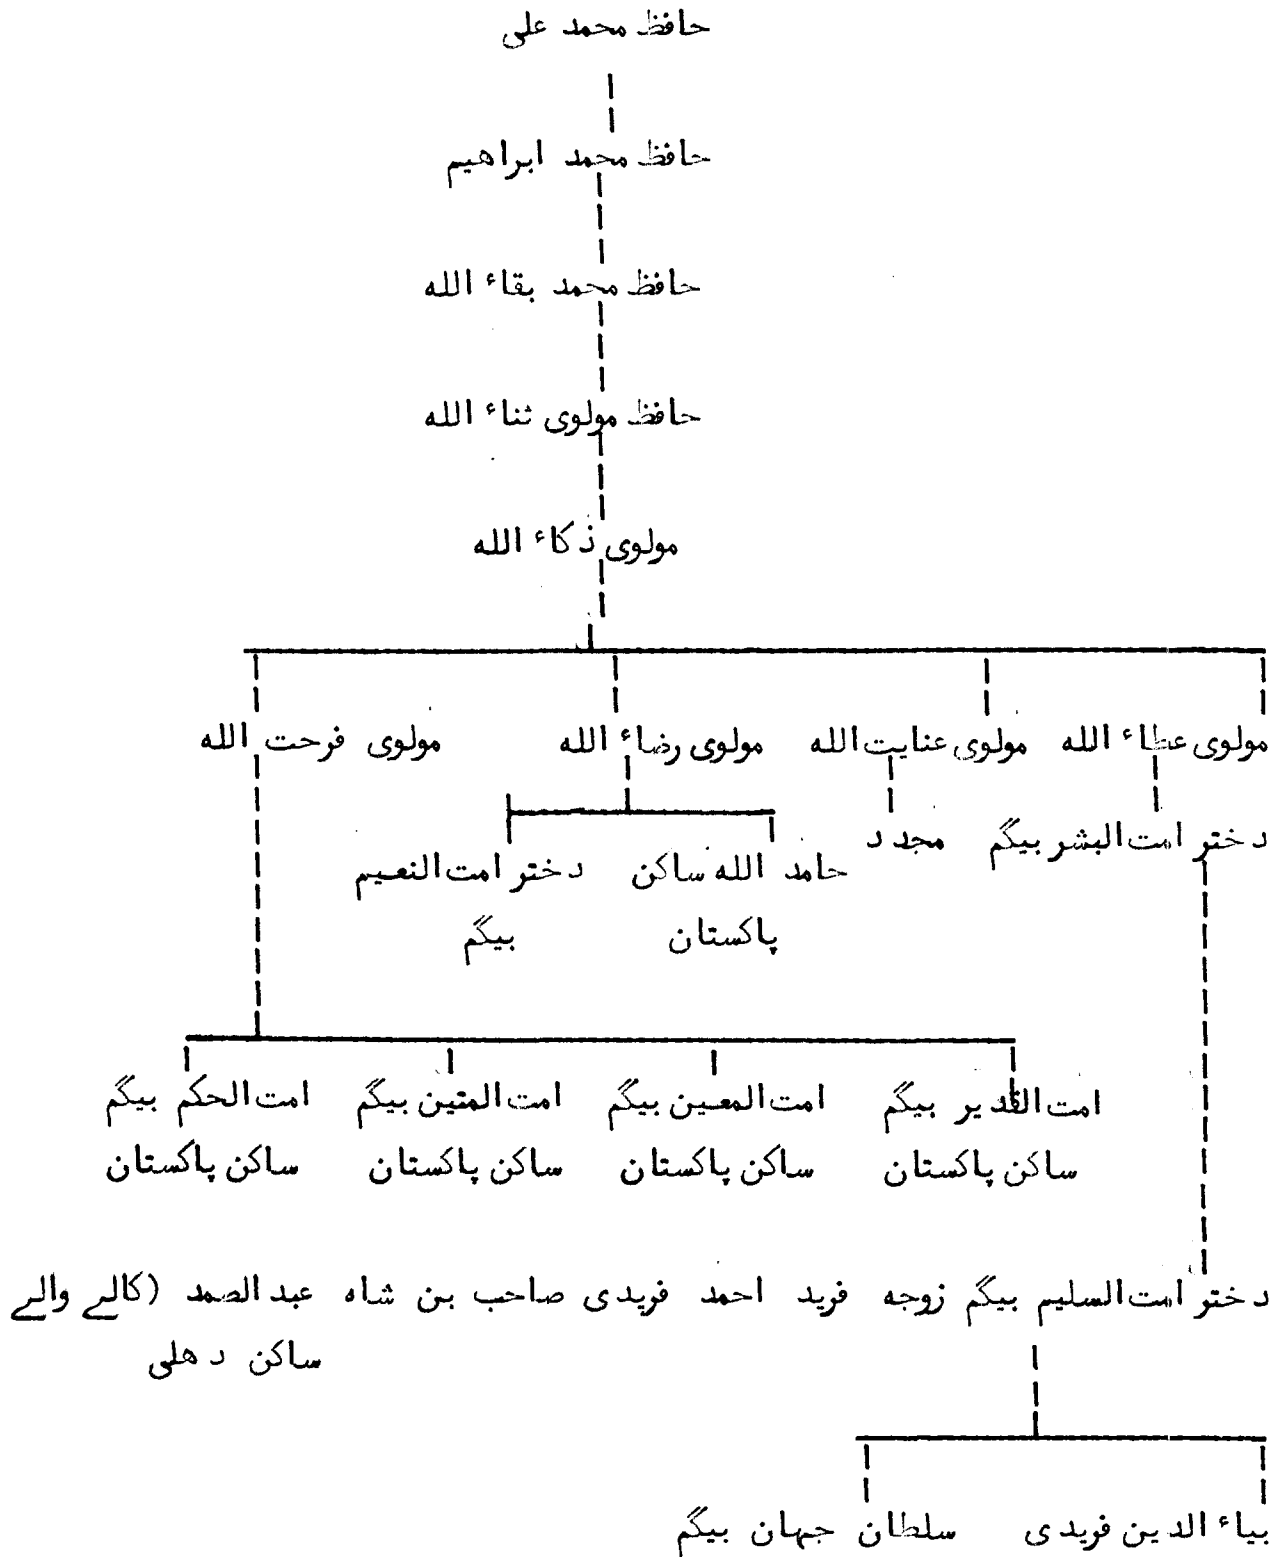 حافظ محمد علی
حافظ محمد ابراهیم
حافظ محمد بقاء الله
حافظ مولوی ثناء الله
مولوی ذکاء الله
مولوی عطاء الله مولوی عنایت الله مولوی رضاء الله مولوی فرحت الله
دختر امت البشر بیگم مجدد
حامد الله ساکن دختر امت النعیم
پاکستان بیگم
امت القدیر بیگم امت المعین بیگم امت المتین بیگم امت الحکم بیگم
ساکن پاکستان ساکن پاکستان ساکن پاکستان ساکن پاکستان
دختر امت السلیم بیگم زوجه فرید احمد فریدی صاحب بن شاه عبد الصمد (کالے والے
ساکن دهلی
بیاء الدین فریدی سلطان جهان بیگم